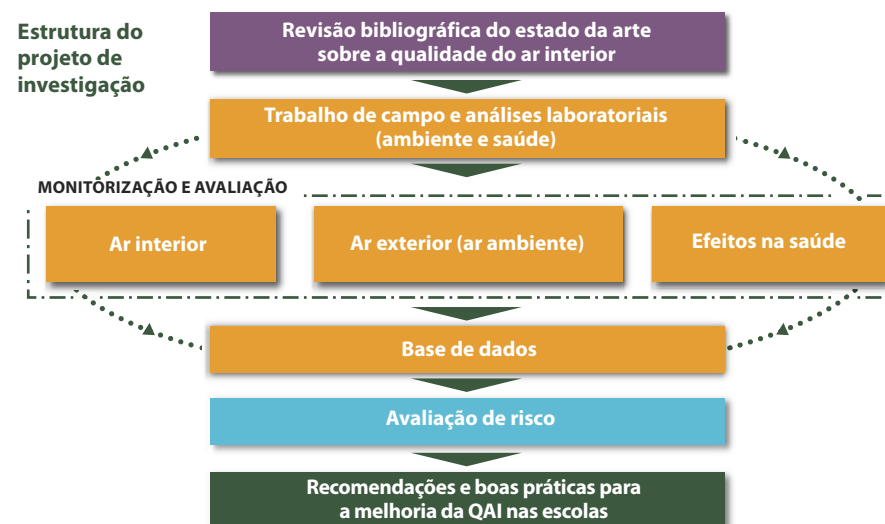 Estrutura do
projeto de
investigação
Revisão bibliográfica do estado da arte
sobre a qualidade do ar interior
Trabalho de campo e análises laboratoriais
(ambiente e saúde)
MONITORIZAÇÃO E AVALIAÇÃO
Ar interior
Ar exterior (ar ambiente)
Efeitos na saúde
Base de dados
Avaliação de risco
Recomendações e boas práticas para
a melhoria da QAI nas escolas